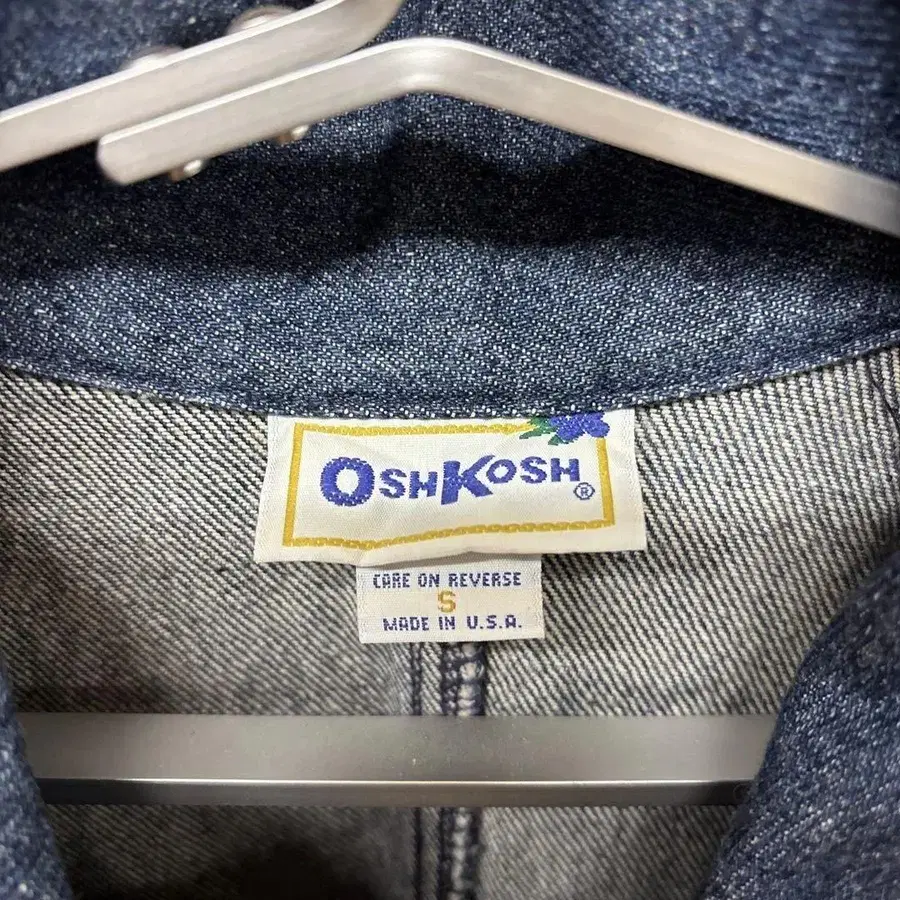 OSHKOSH ®
CARE ON REVERSE
S
MADE IN U.S.A.